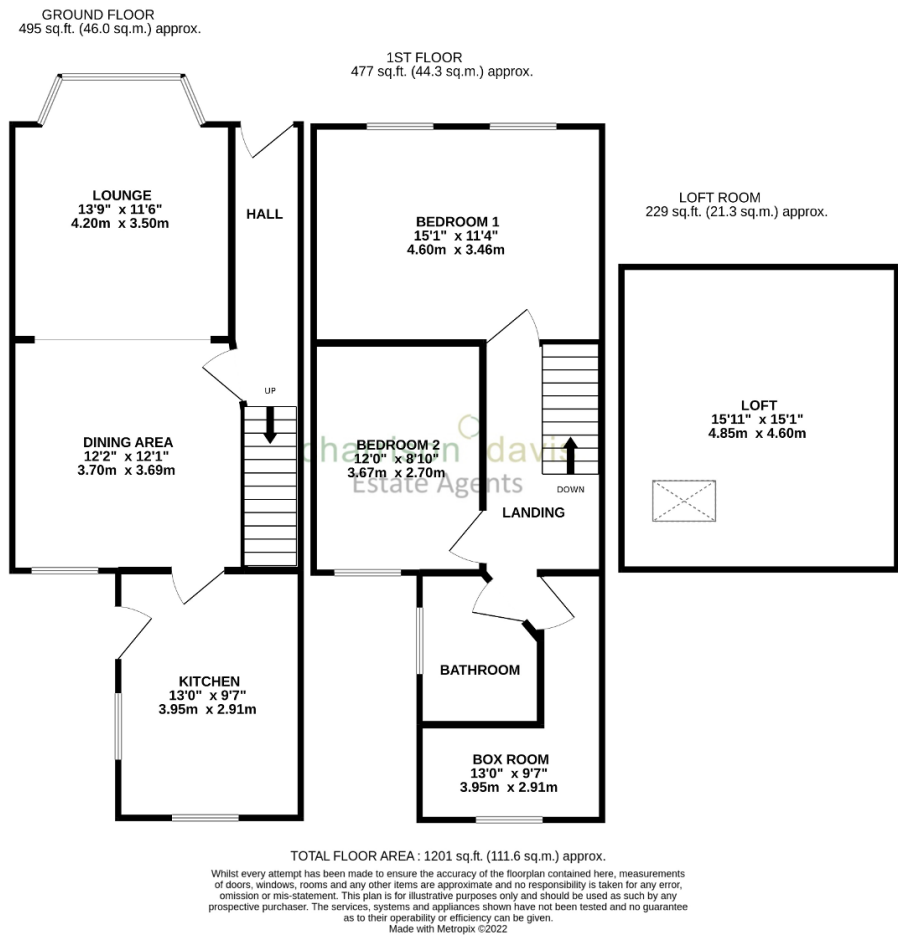 GROUND FLOOR
495 sq.ft. (46.0 sq.m.) approx.
1ST FLOOR
477 sq.ft. (44.3 sq.m.) approx.
LOFT ROOM
229 sq.ft. (21.3 sq.m.) approx.
LOUNGE
13'9" x 11'6"
4.20m x 3.50m
HALL
UP
DINING AREA
12'2" x 12'1"
3.70m x 3.69m
KITCHEN
13'0" x 9'7"
3.95m x 2.91m
BEDROOM 1
15'1" x 11'4"
4.60m x 3.46m
BEDROOM 2
12'0" x 8'10"
3.67m x 2.70m
davis
Estate Agents
DOWN
LANDING
BATHROOM
BOX ROOM
13'0" x 9'7"
3.95m x 2.91m
LOFT
15'11" x 15'1"
4.85m x 4.60m
TOTAL FLOOR AREA : 1201 sq.ft. (111.6 sq.m.) approx.
Whilst every attempt has been made to ensure the accuracy of the floorplan contained here, measurements
of doors, windows, rooms and any other items are approximate and no responsibility is taken for any error,
omission or mis-statement. This plan is for illustrative purposes only and should be used as such by any
prospective purchaser. The services, systems and appliances shown have not been tested and no guarantee
as to their operability or efficiency can be given.
Made with Metropix ©2022